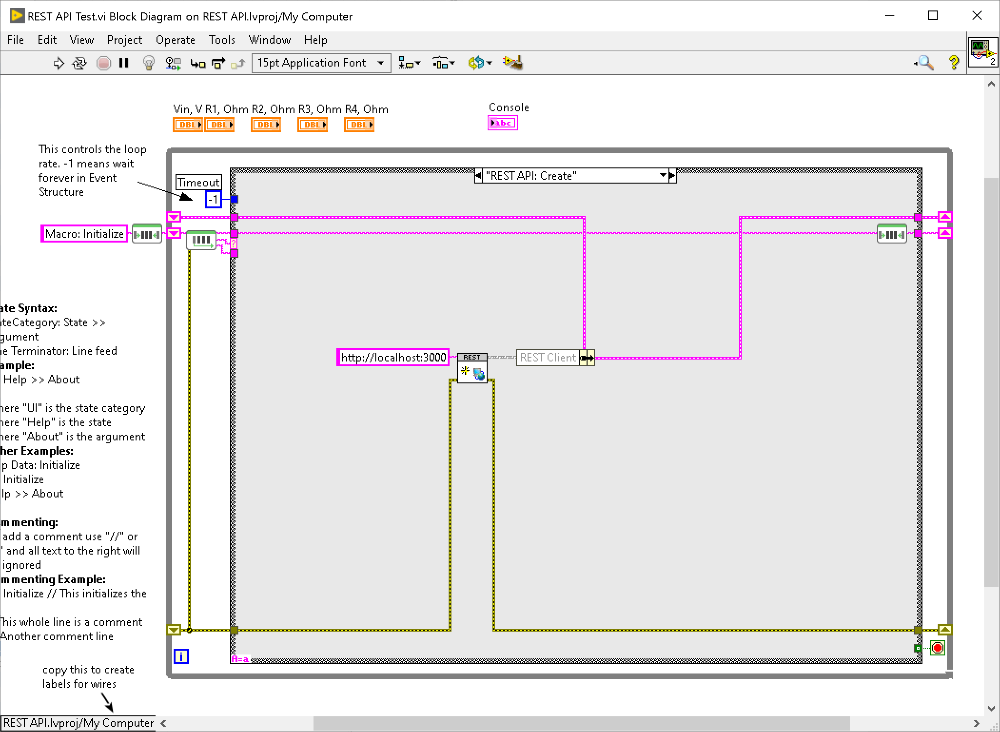 REST API Test.vi Block Diagram on REST API.lvproj/My Computer
File Edit View Project Operate Tools Window Help
15pt Application Font
2
Vin, V R1, Ohm R2, Ohm R3, Ohm R4, Ohm
DBL DBL DBL DBL DBL
Console
abc
This controls the loop
rate. -1 means wait
forever in Event
Structure
Timeout
-1
"REST API: Create"
Macro: Initialize
?
ate Syntax:
ateCategory: State >>
gument
ne Terminator: Line feed
ample:
Help >> About
here "UI" is the state category
here "Help" is the state
here "About" is the argument
her Examples:
p Data: Initialize
Initialize
lp >> About
mmenting:
add a comment use "//" or
" and all text to the right will
ignored
mmenting Example:
Initialize // This initializes the
This whole line is a comment
Another comment line
http://localhost:3000
REST
REST Client
i
A=a
copy this to create
labels for wires
REST API.lvproj/My Computer